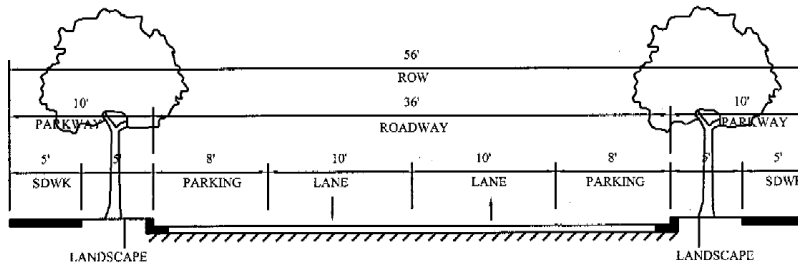 56'
ROW
10'
36'
10'
PARKWAY
ROADWAY
PARKWAY
5' 5' 8' 10' 10' 8' 5' 5'
SDWK PARKING LANE LANE PARKING SDWK
LANDSCAPE LANDSCAPE